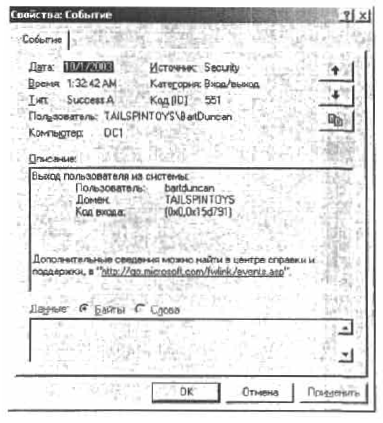 Свойства: Событие
Событие
Дата: 10/1/2003 Источник: Security
Время: 1:32:42 AM Категория: Вход/выход
Тип: Success A Код (ID): 551
Пользователь: TAILSPINTOYS\BartDuncan
Компьютер: DC1
Описание:
Выход пользователя из системы:
Пользователь: bartduncan
Домен: TAILSPINTOYS
Код входа: (0x0,0x15d791)
Дополнительные сведения можно найти в центре справки и
поддержки, в "http://go.microsoft.com/fwlink/events.asp".
Данные: Байты Слова
OK Отмена Применить